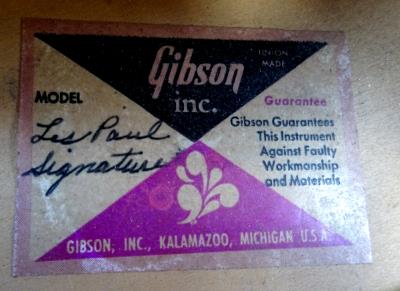 Gibson
inc.
UNION
MADE
MODEL
Les Paul
Signature
Guarantee
Gibson Guarantees
This Instrument
Against Faulty
Workmanship
and Materials
GIBSON, INC., KALAMAZOO, MICHIGAN U.S.A.